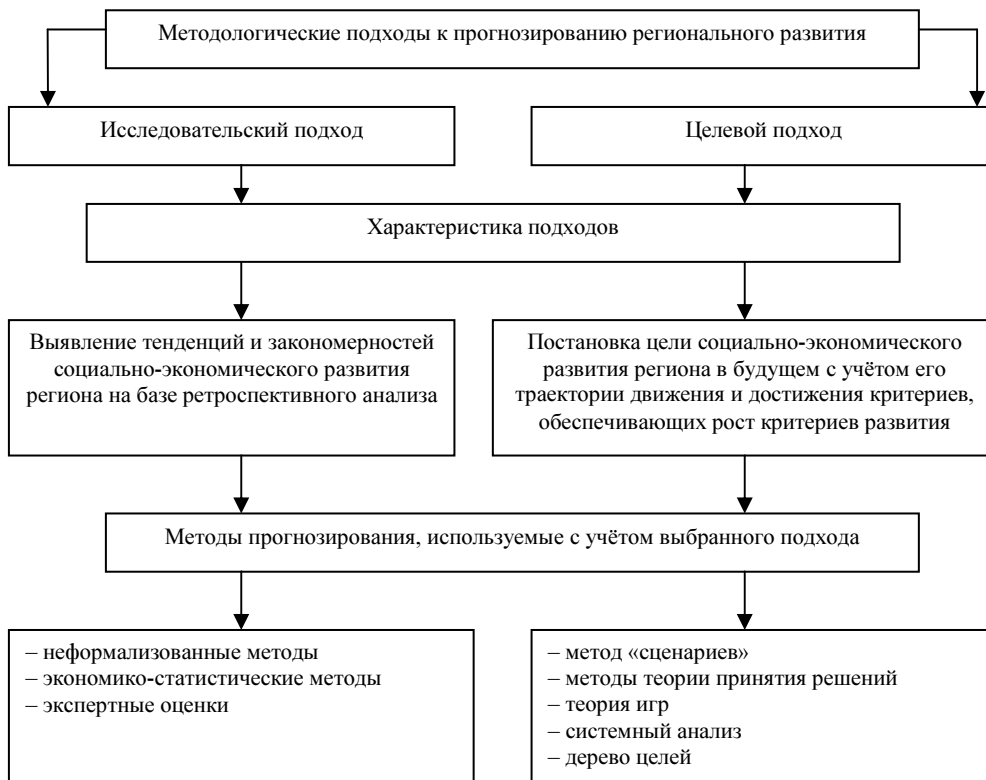 Методологические подходы к прогнозированию регионального развития
Исследовательский подход
Целевой подход
Характеристика подходов
Выявление тенденций и закономерностей
социально-экономического развития
региона на базе ретроспективного анализа
Постановка цели социально-экономического
развития региона в будущем с учётом его
траектории движения и достижения критериев,
обеспечивающих рост критериев развития
Методы прогнозирования, используемые с учётом выбранного подхода
– неформализованные методы
– экономико-статистические методы
– экспертные оценки
– метод «сценариев»
– методы теории принятия решений
– теория игр
– системный анализ
– дерево целей